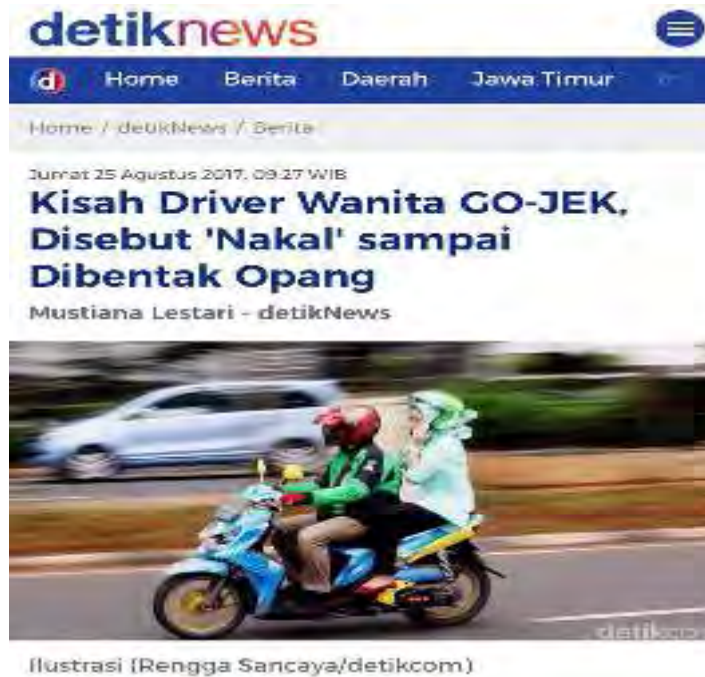 detiknews
d Home Berita Daerah Jawa Timur
Home / detikNews / Berita
Jumat 25 Agustus 2017, 09:27 WIB
Kisah Driver Wanita GO-JEK,
Disebut 'Nakal' sampai
Dibentak Opang
Mustiana Lestari - detikNews
detikco
Ilustrasi (Rengga Sancaya/detikcom)